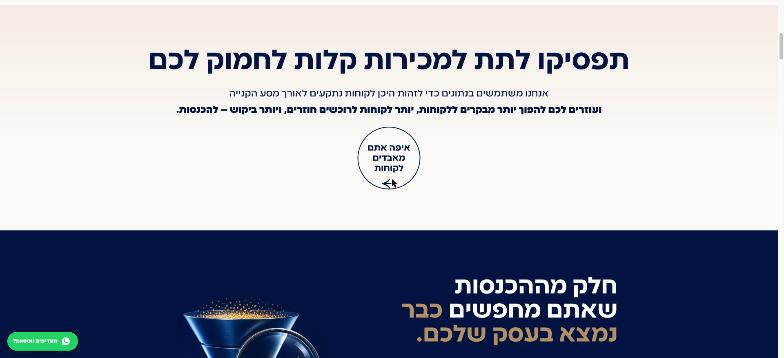 תפסיקו לתת למכירות קלות לחמוק לכם
אנחנו משתמשים בנתונים כדי לזהות היכן לקוחות נתקעים לאורך מסע הקנייה
ועוזרים לכם להפוך יותר מבקרים ללקוחות, יותר לקוחות לרוכשים חוזרים, ויותר ביקוש – להכנסות.
איפה אתם
מאבדים
לקוחות
חלק מההכנסות
שאתם מחפשים כבר
נמצא בעסק שלכם.
מעדיפים ווטסאפ?